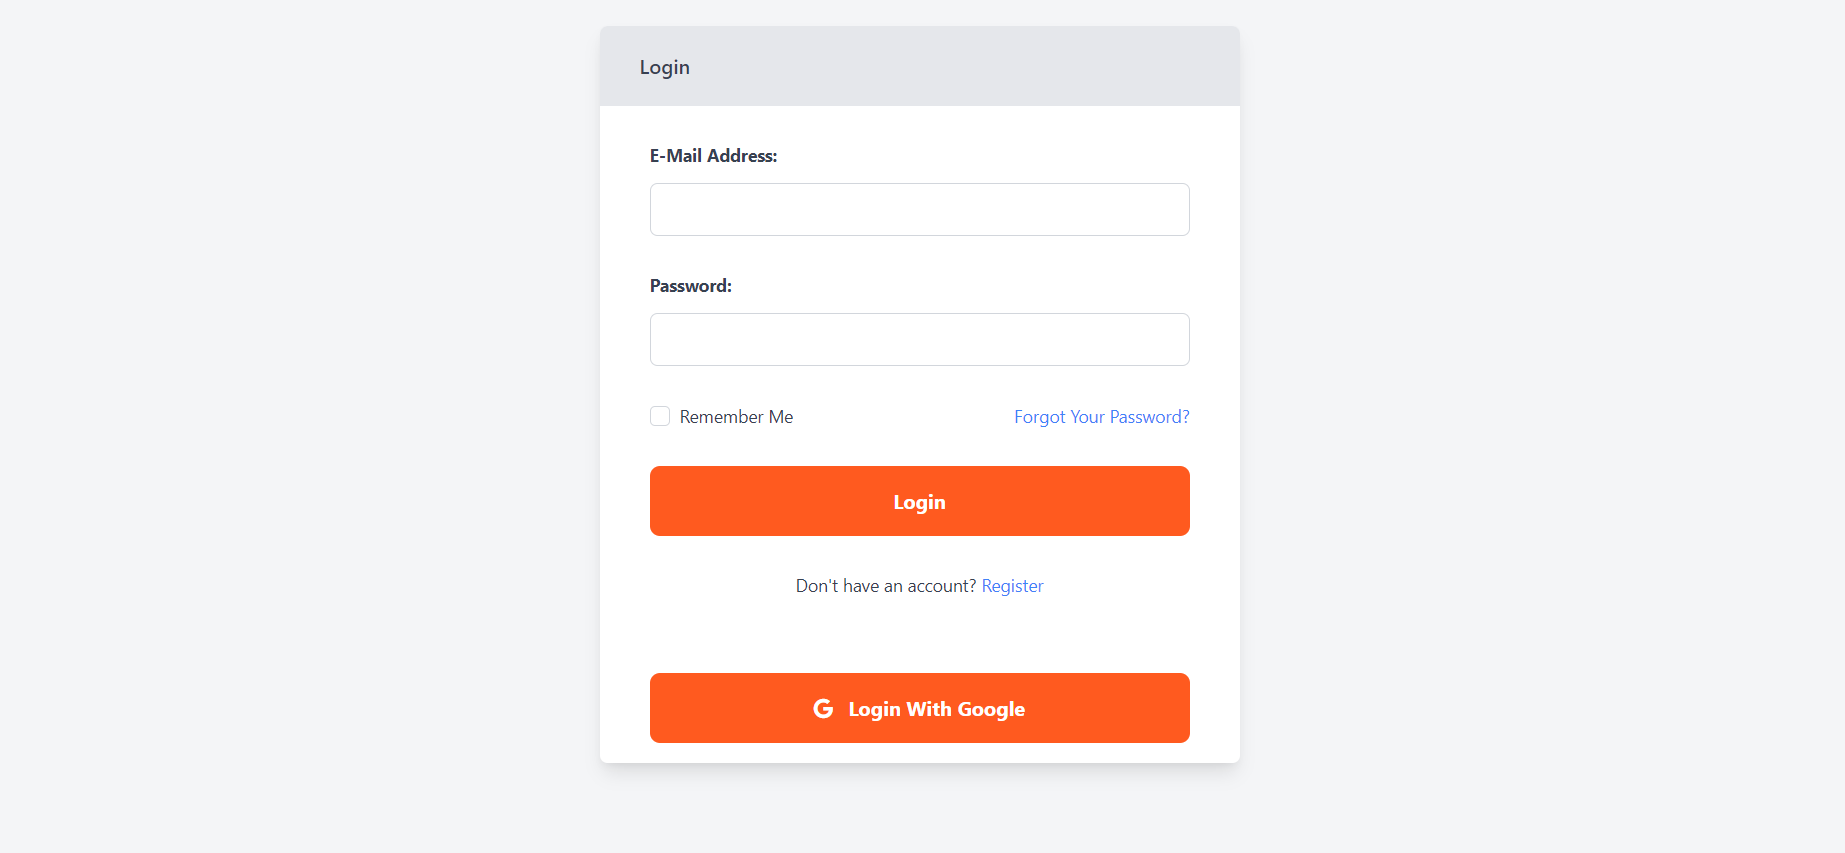 Login
E-Mail Address:
Password:
Remember Me Forgot Your Password?
Login
Don't have an account? Register
Login With Google